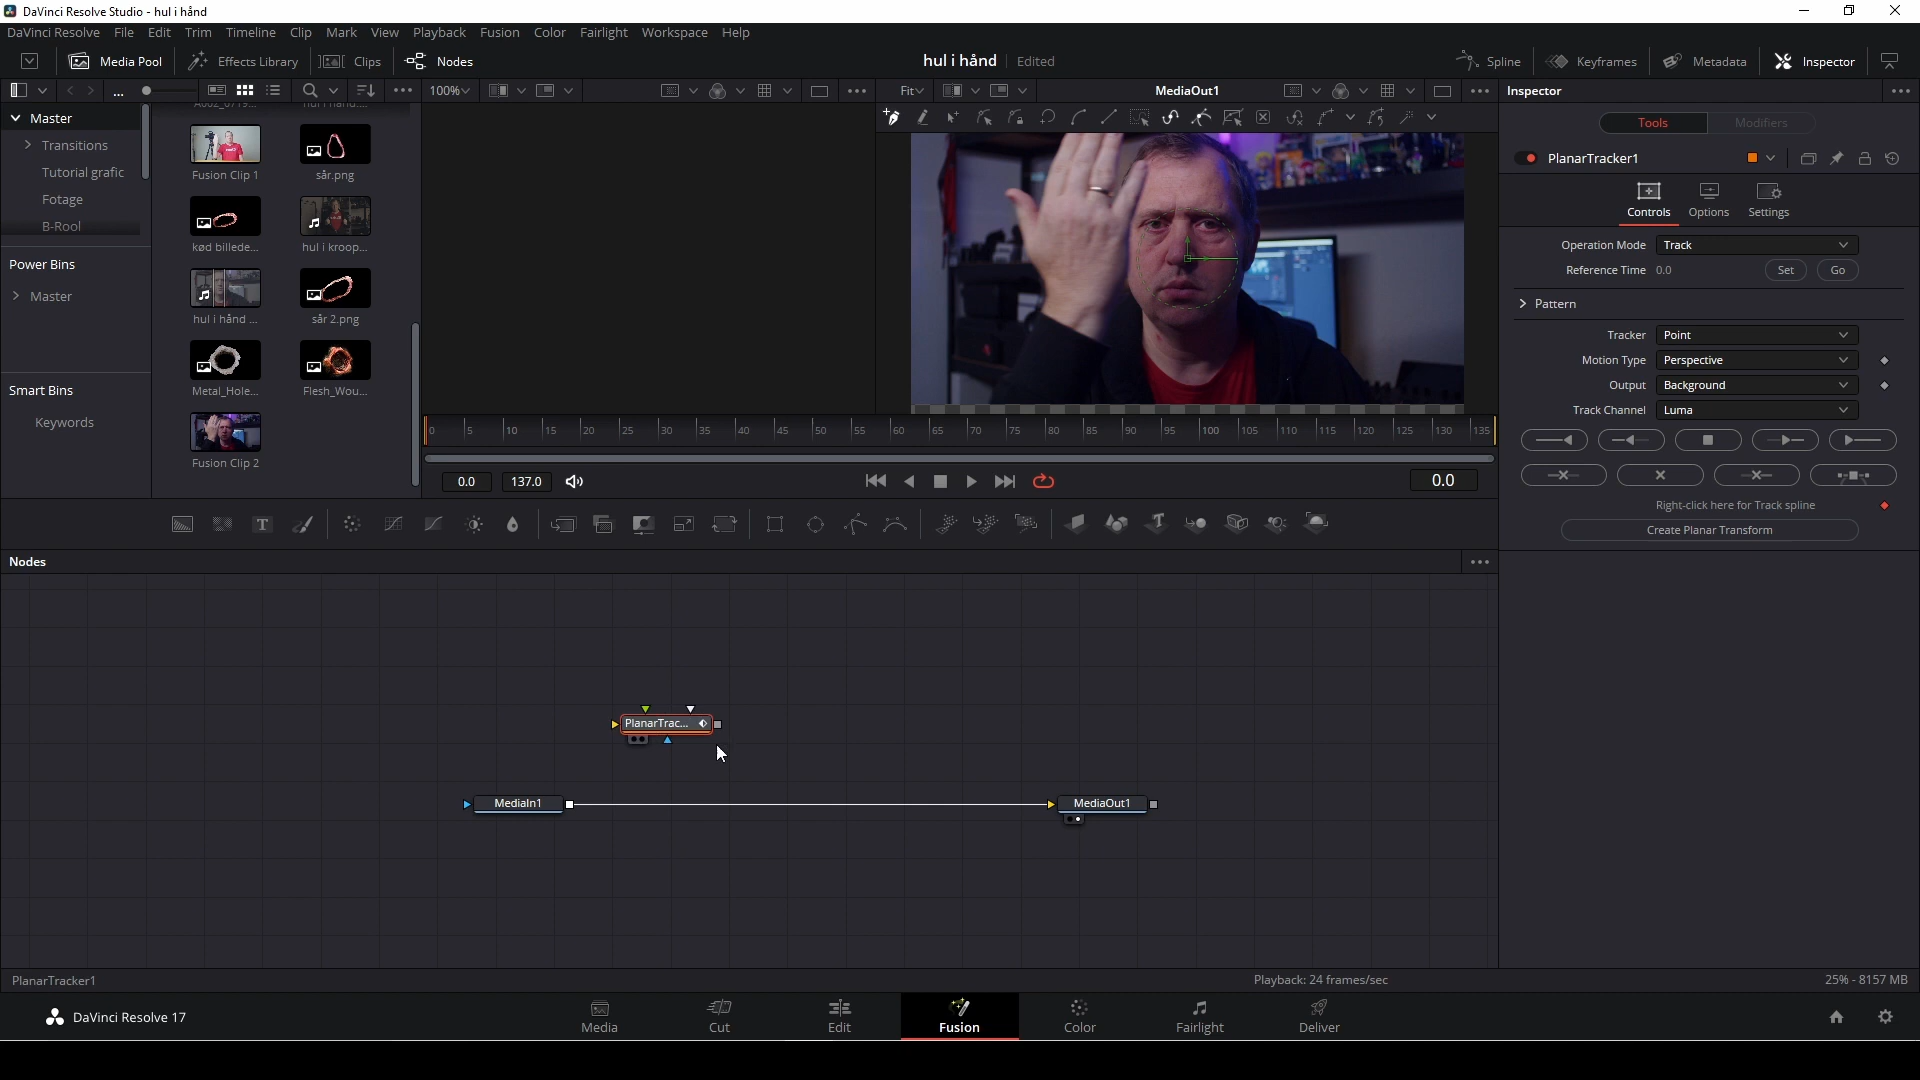 DaVinci Resolve Studio - hul i hånd
DaVinci Resolve File Edit Trim Timeline Clip Mark View Playback Fusion Color Fairlight Workspace Help
Media Pool Effects Library Clips Nodes hul i hånd Edited Spline Keyframes Metadata Inspector
... 100% Fit MediaOut1 Inspector
Master
Transitions
Tutorial grafic
Fotage
B-Rool
Power Bins
Master
Smart Bins
Keywords
Fusion Clip 1 sår.png
kød billede... hul i kroop...
hul i hånd ... sår 2.png
Metal_Hole... Flesh_Wou...
Fusion Clip 2
0 5 10 15 20 25 30 35 40 45 50 55 60 65 70 75 80 85 90 95 100 105 110 115 120 125 130 135
0.0 137.0 0.0
Tools Modifiers
PlanarTracker1
Controls Options Settings
Operation Mode Track
Reference Time 0.0 Set Go
Pattern
Tracker Point
Motion Type Perspective
Output Background
Track Channel Luma
Right-click here for Track spline
Create Planar Transform
Nodes
PlanarTrac...
MediaIn1 MediaOut1
PlanarTracker1 Playback: 24 frames/sec 25% - 8157 MB
DaVinci Resolve 17 Media Cut Edit Fusion Color Fairlight Deliver